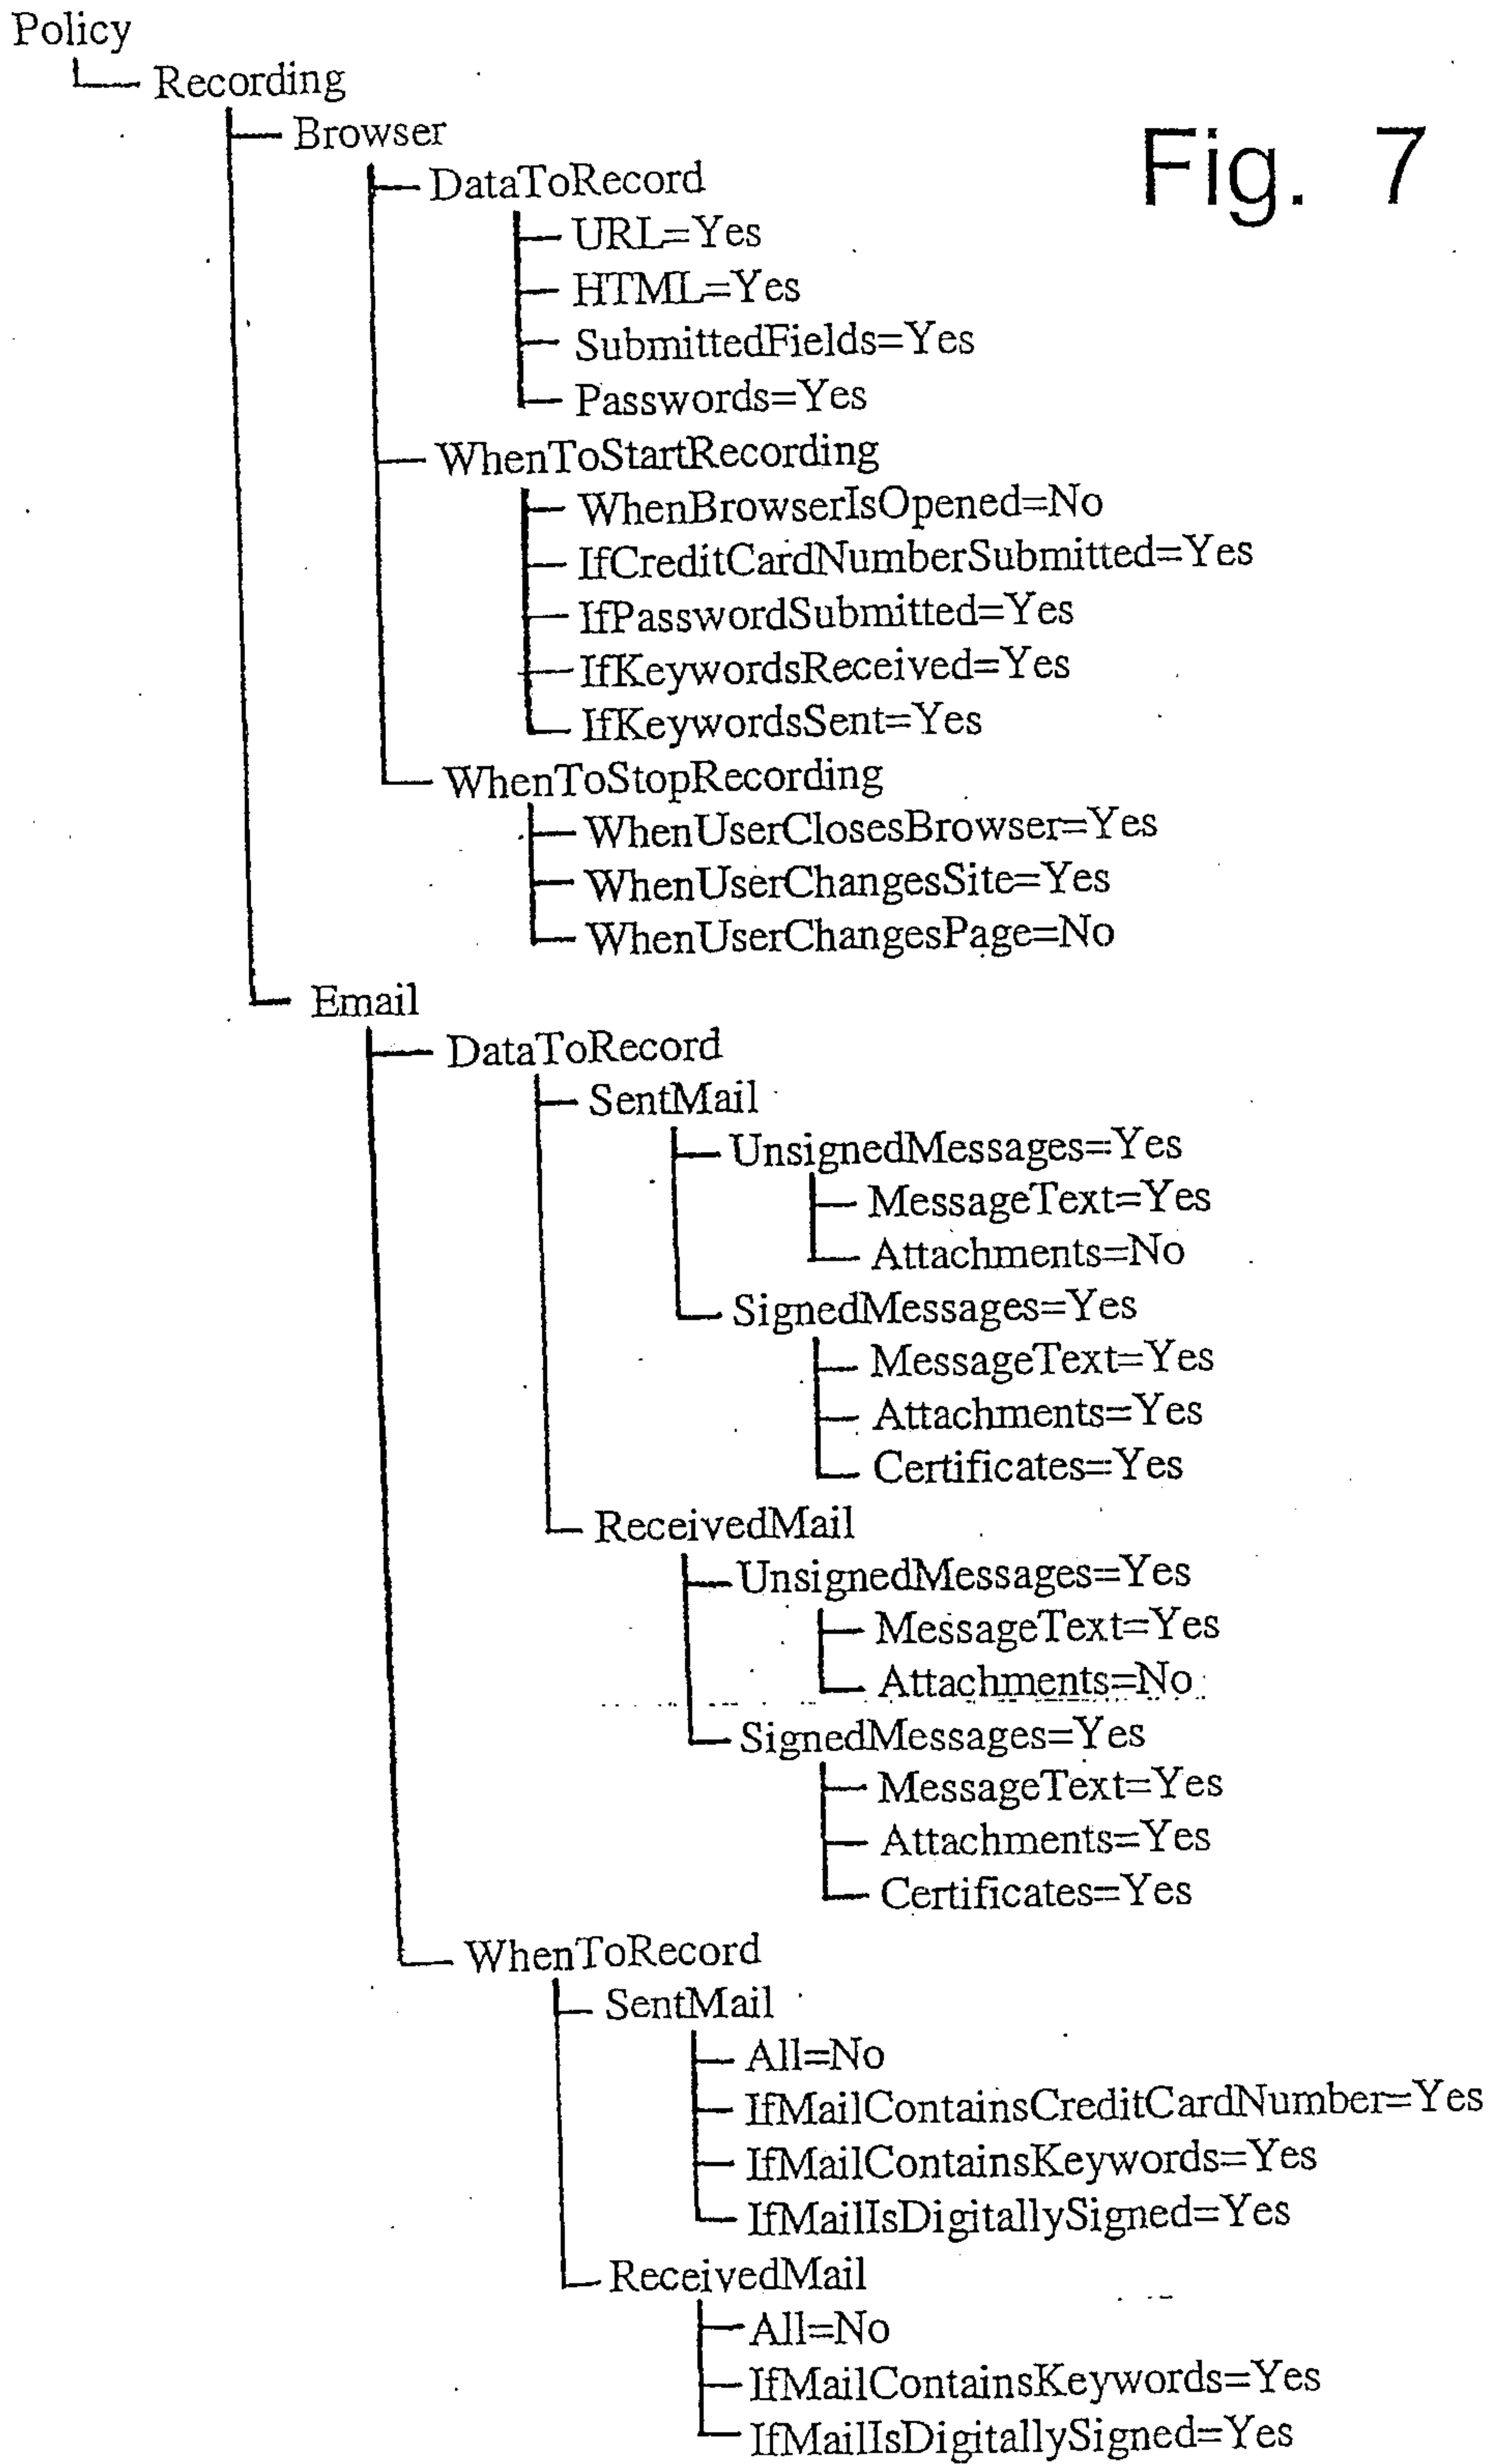 Policy
Recording
Browser
Fig. 7
DataToRecord
URL=Yes
HTML=Yes
SubmittedFields=Yes
Passwords=Yes
WhenToStartRecording
WhenBrowserIsOpened=No
IfCreditCardNumberSubmitted=Yes
IfPasswordSubmitted=Yes
IfKeywordsReceived=Yes
IfKeywordsSent=Yes
WhenToStopRecording
WhenUserClosesBrowser=Yes
WhenUserChangesSite=Yes
WhenUserChangesPage=No
Email
DataToRecord
SentMail
UnsignedMessages=Yes
MessageText=Yes
Attachments=No
SignedMessages=Yes
MessageText=Yes
Attachments=Yes
Certificates=Yes
ReceivedMail
UnsignedMessages=Yes
MessageText=Yes
Attachments=No
SignedMessages=Yes
MessageText=Yes
Attachments=Yes
Certificates=Yes
WhenToRecord
SentMail
All=No
IfMailContainsCreditCardNumber=Yes
IfMailContainsKeywords=Yes
IfMailIsDigitallySigned=Yes
ReceivedMail
All=No
IfMailContainsKeywords=Yes
IfMailIsDigitallySigned=Yes